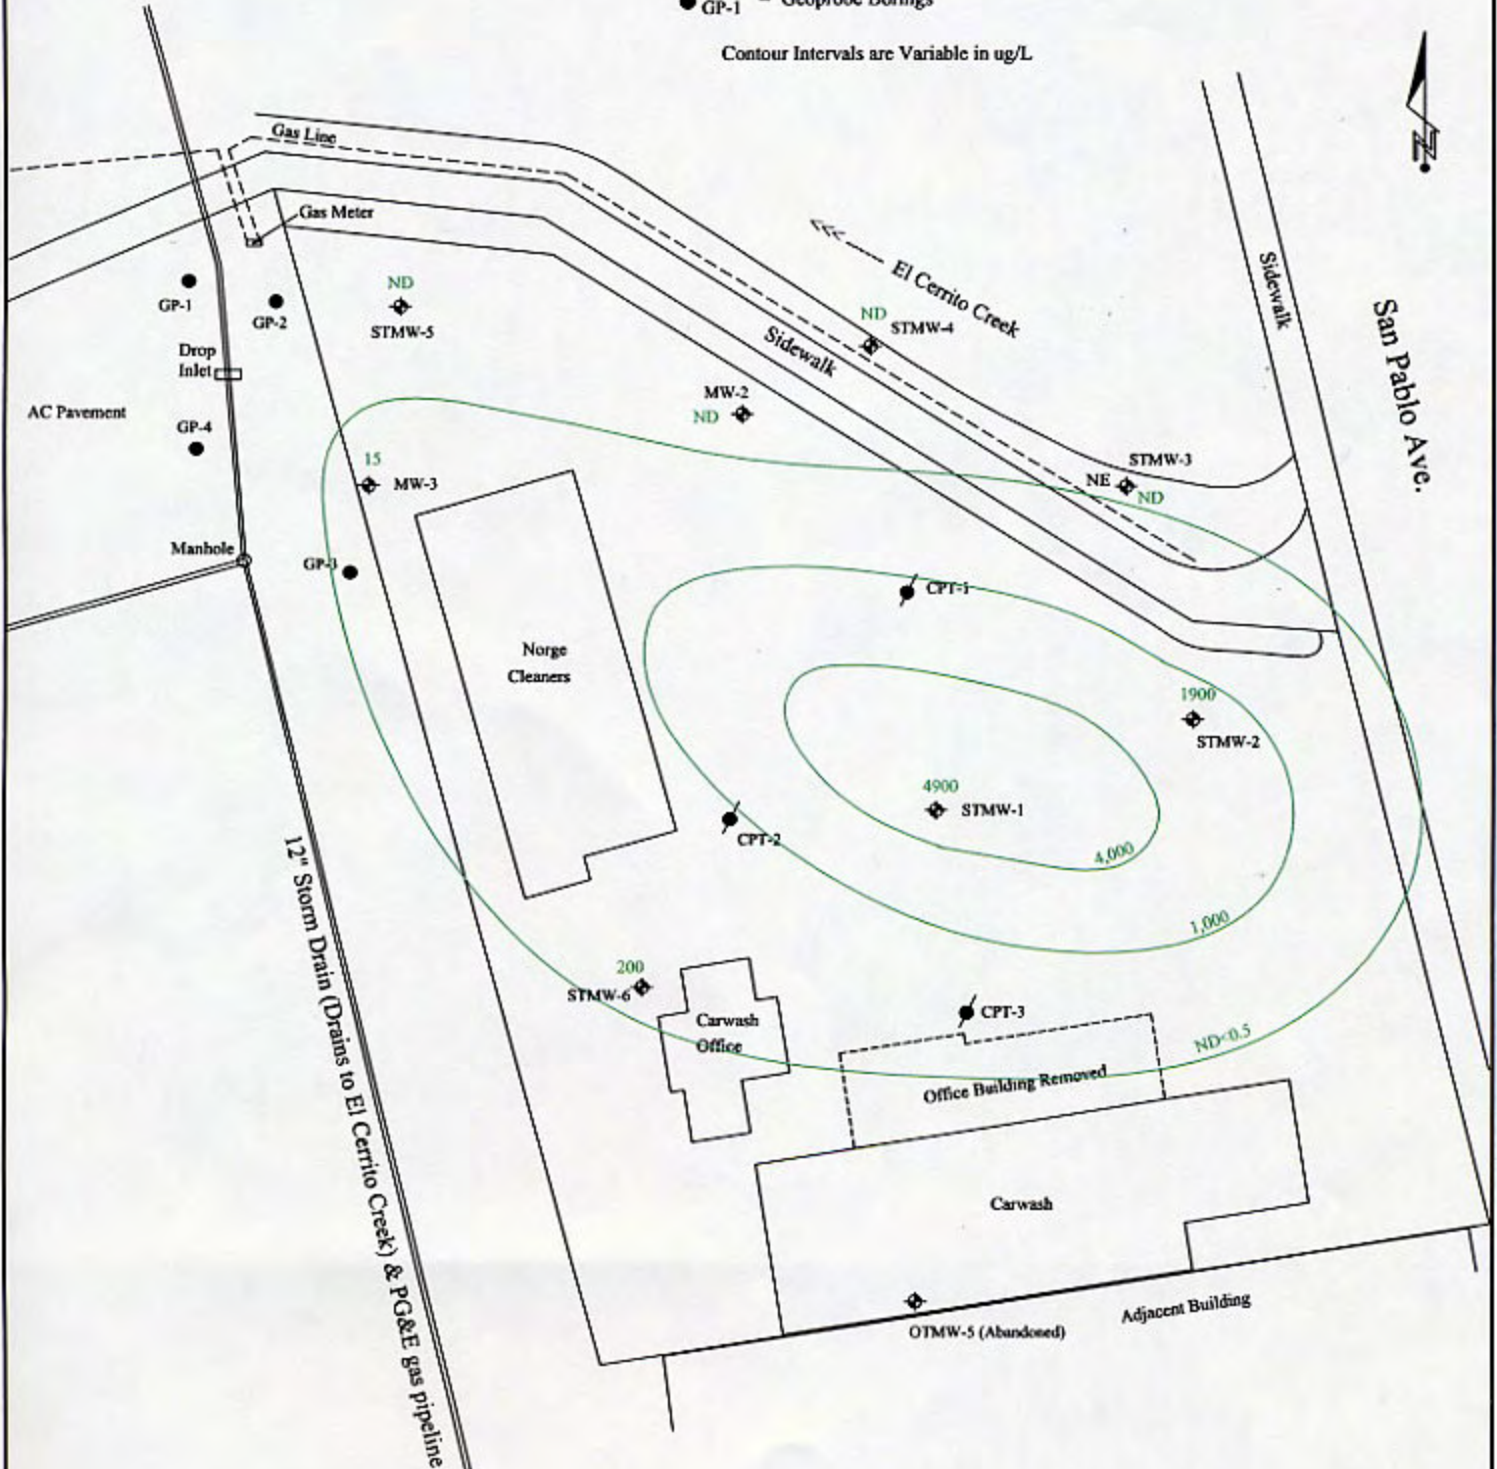 GP-1 = Geoprobe Borings
Contour Intervals are Variable in ug/L
Gas Line
Gas Meter
GP-1
GP-2
ND
STMW-5
Drop
Inlet
AC Pavement
GP-4
<<<
El Cerrito Creek
ND
STMW-4
Sidewalk
Sidewalk
San Pablo Ave.
MW-2
ND
15
MW-3
STMW-3
NE
ND
Manhole
GP-3
CPT-1
Norge
Cleaners
1900
STMW-2
4900
STMW-1
CPT-2
4,000
1,000
12" Storm Drain (Drains to El Cerrito Creek) & PG&E gas pipeline
200
STMW-6
Carwash
Office
CPT-3
ND<0.5
Office Building Removed
Carwash
OTMW-5 (Abandoned)
Adjacent Building